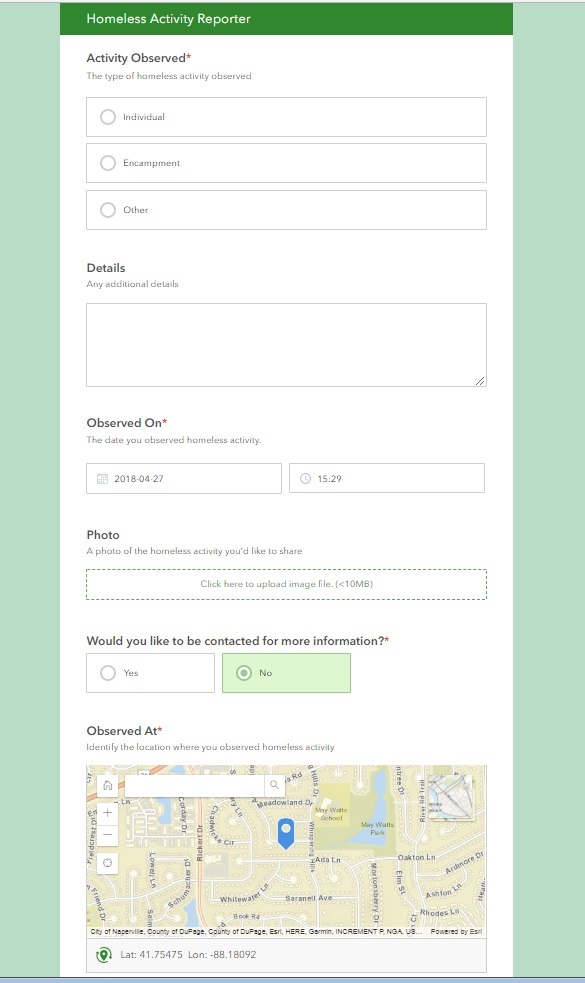 Homeless Activity Reporter
Activity Observed*
The type of homeless activity observed
Individual
Encampment
Other
Details
Any additional details
Observed On*
The date you observed homeless activity.
2018-04-27
15:29
Photo
A photo of the homeless activity you'd like to share
Click here to upload image file. (<10MB)
Would you like to be contacted for more information?*
Yes
No
Observed At*
Identify the location where you observed homeless activity
Meadowland Dr
May Watts
School
May Watts
Park
Rickert Dr
Chadwicke Cir
Ada Ln
Oakton Ln
Ardmore Dr
Lowell Ln
Schumacher Dr
Whispering Hills
Mortonsberry Dr
Elm St
Ashton Ln
Whitewater Ln
Saranell Ave
Rhodes Ln
Book Rd
City of Naperville, County of DuPage, County of DuPage, Esri, HERE, Garmin, INCREMENT P, NGA, US...
Powered by Esri
Lat: 41.75475 Lon: -88.18092